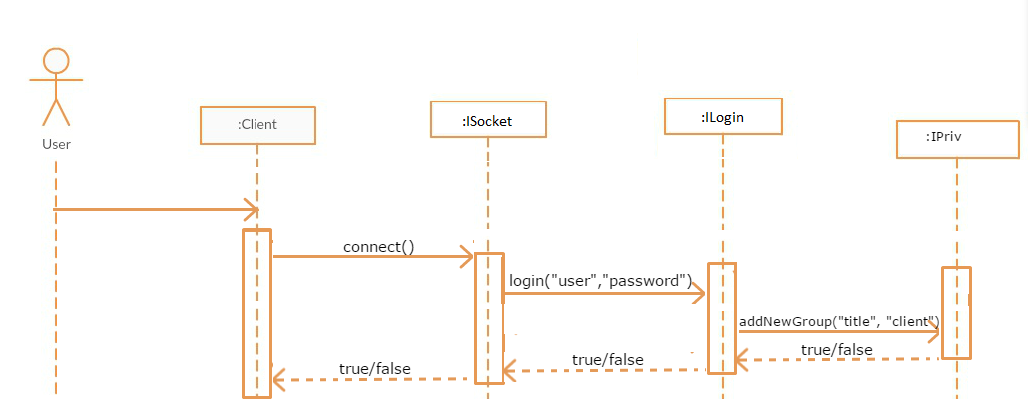 User
:Client
:ISocket
:ILogin
:IPriv
connect()
login("user","password")
addNewGroup("title", "client")
true/false
true/false
true/false